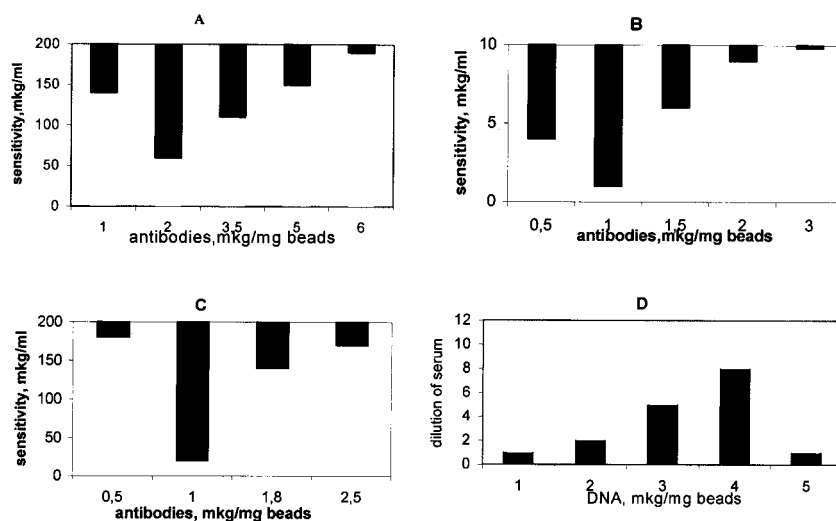 A
sensitivity,mkg/ml
200
150
100
50
0
1 2 3,5 5 6
antibodies,mkg/mg beads
B
sensitivity, mkg/ml
10
5
0
0,5 1 1,5 2 3
antibodies,mkg/mg beads
C
sensitivity, mkg/ml
200
150
100
50
0
0,5 1 1,8 2,5
antibodies, mkg/mg beads
D
dilution of serum
12
10
8
6
4
2
0
1 2 3 4 5
DNA, mkg/mg beads